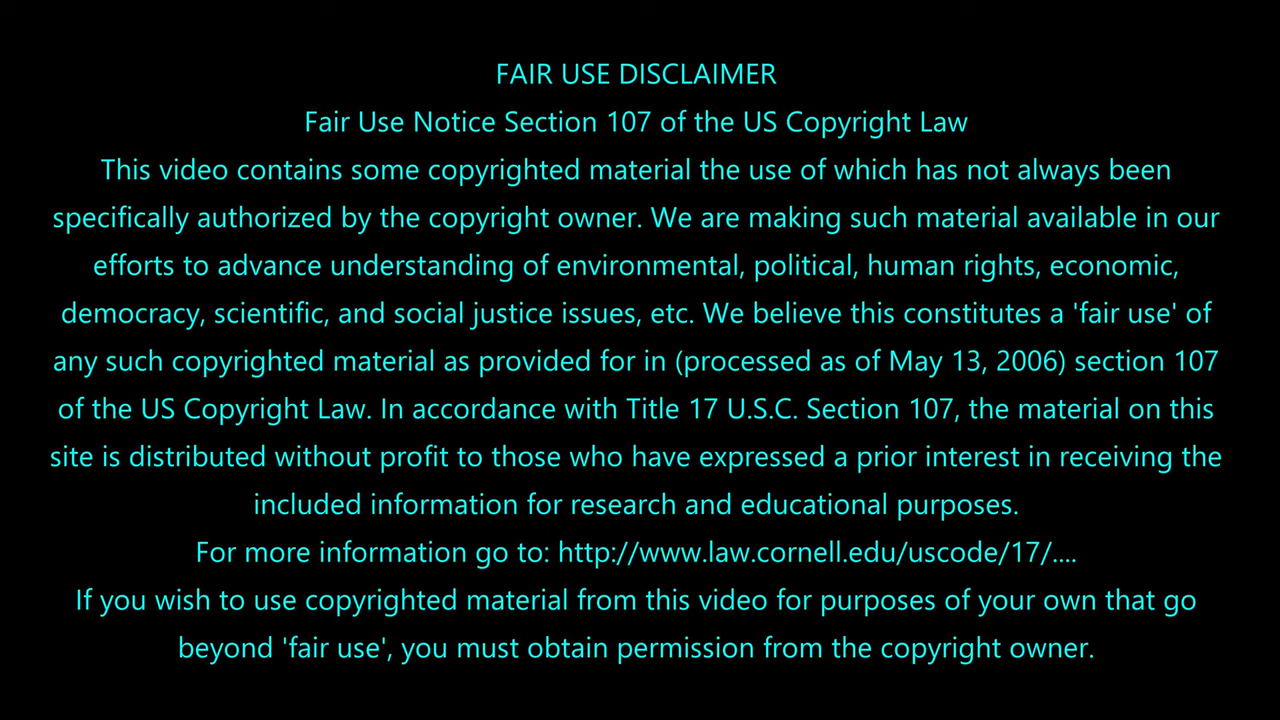 FAIR USE DISCLAIMER
Fair Use Notice Section 107 of the US Copyright Law
This video contains some copyrighted material the use of which has not always been
specifically authorized by the copyright owner. We are making such material available in our
efforts to advance understanding of environmental, political, human rights, economic,
democracy, scientific, and social justice issues, etc. We believe this constitutes a 'fair use' of
any such copyrighted material as provided for in (processed as of May 13, 2006) section 107
of the US Copyright Law. In accordance with Title 17 U.S.C. Section 107, the material on this
site is distributed without profit to those who have expressed a prior interest in receiving the
included information for research and educational purposes.
For more information go to: http://www.law.cornell.edu/uscode/17/....
If you wish to use copyrighted material from this video for purposes of your own that go
beyond 'fair use', you must obtain permission from the copyright owner.